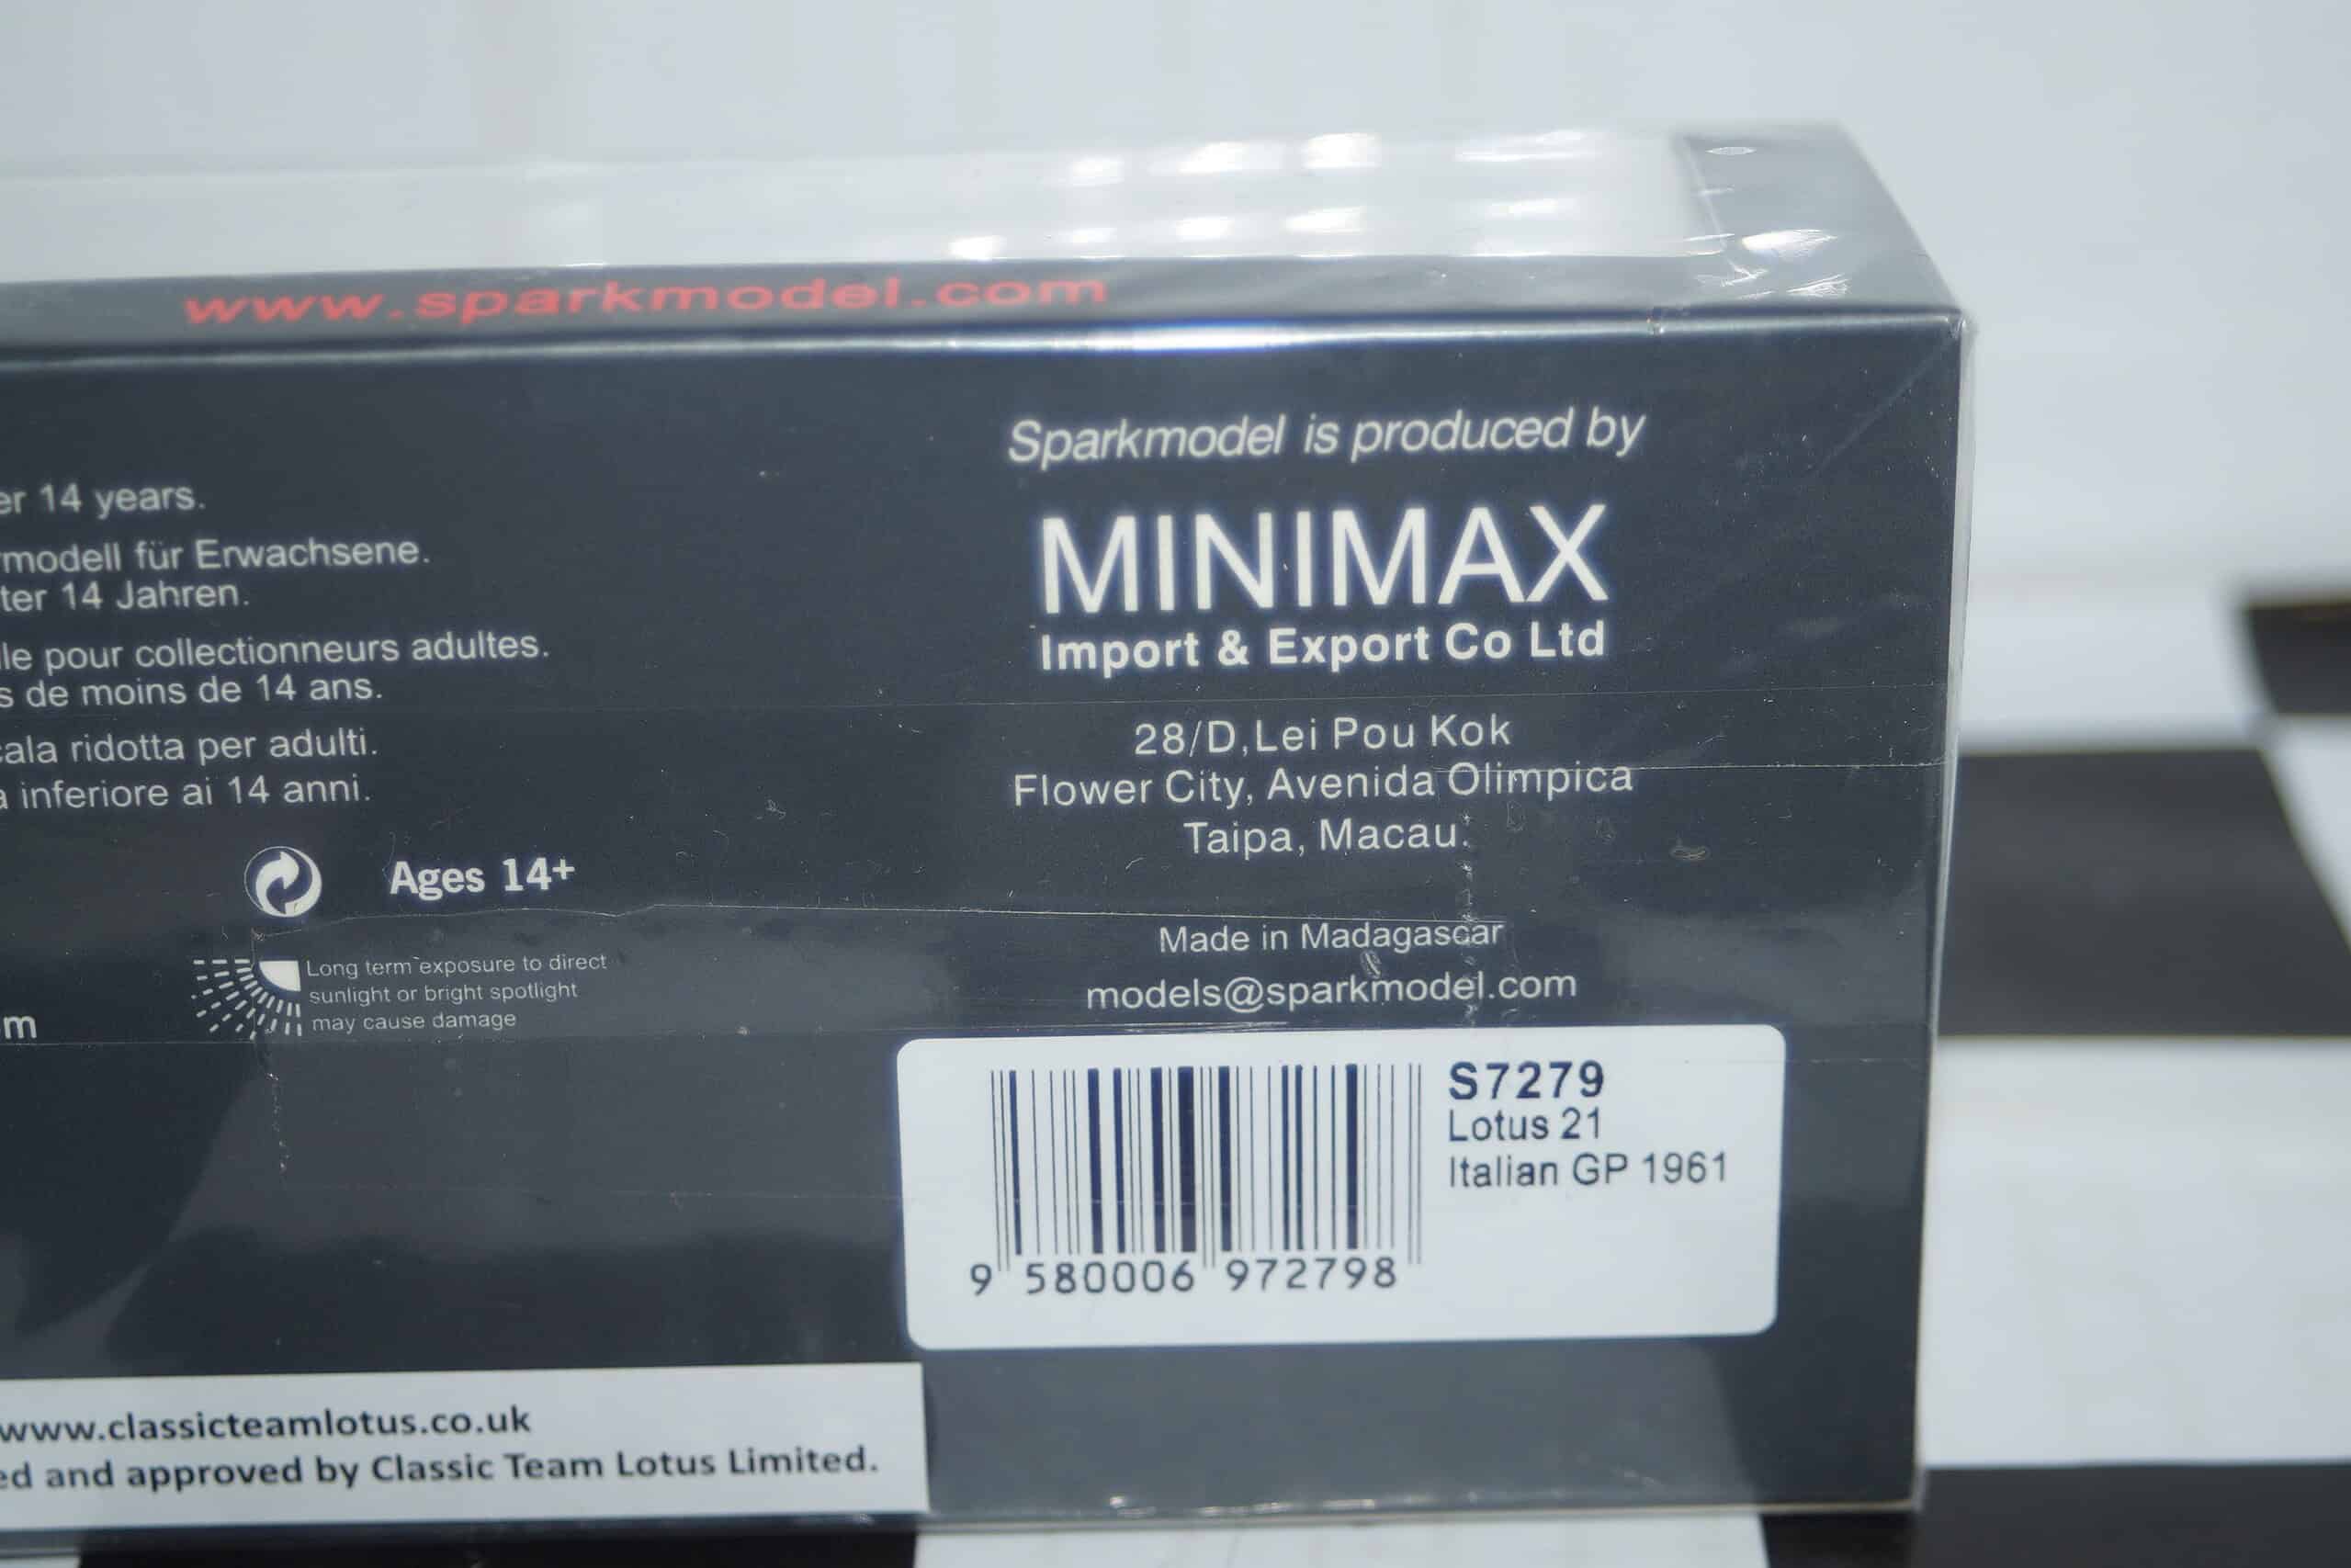 www.sparkmodel.com
er 14 years.
modell für Erwachsene.
ter 14 Jahren.
le pour collectionneurs adultes.
s de moins de 14 ans.
cala ridotta per adulti.
a inferiore ai 14 anni.
Ages 14+
Long term exposure to direct
sunlight or bright spotlight
may cause damage
m
Sparkmodel is produced by
MINIMAX
Import & Export Co Ltd
28/D,Lei Pou Kok
Flower City, Avenida Olimpica
Taipa, Macau.
Made in Madagascar
models@sparkmodel.com
S7279
Lotus 21
Italian GP 1961
9 580006 972798
www.classicteamlotus.co.uk
ed and approved by Classic Team Lotus Limited.